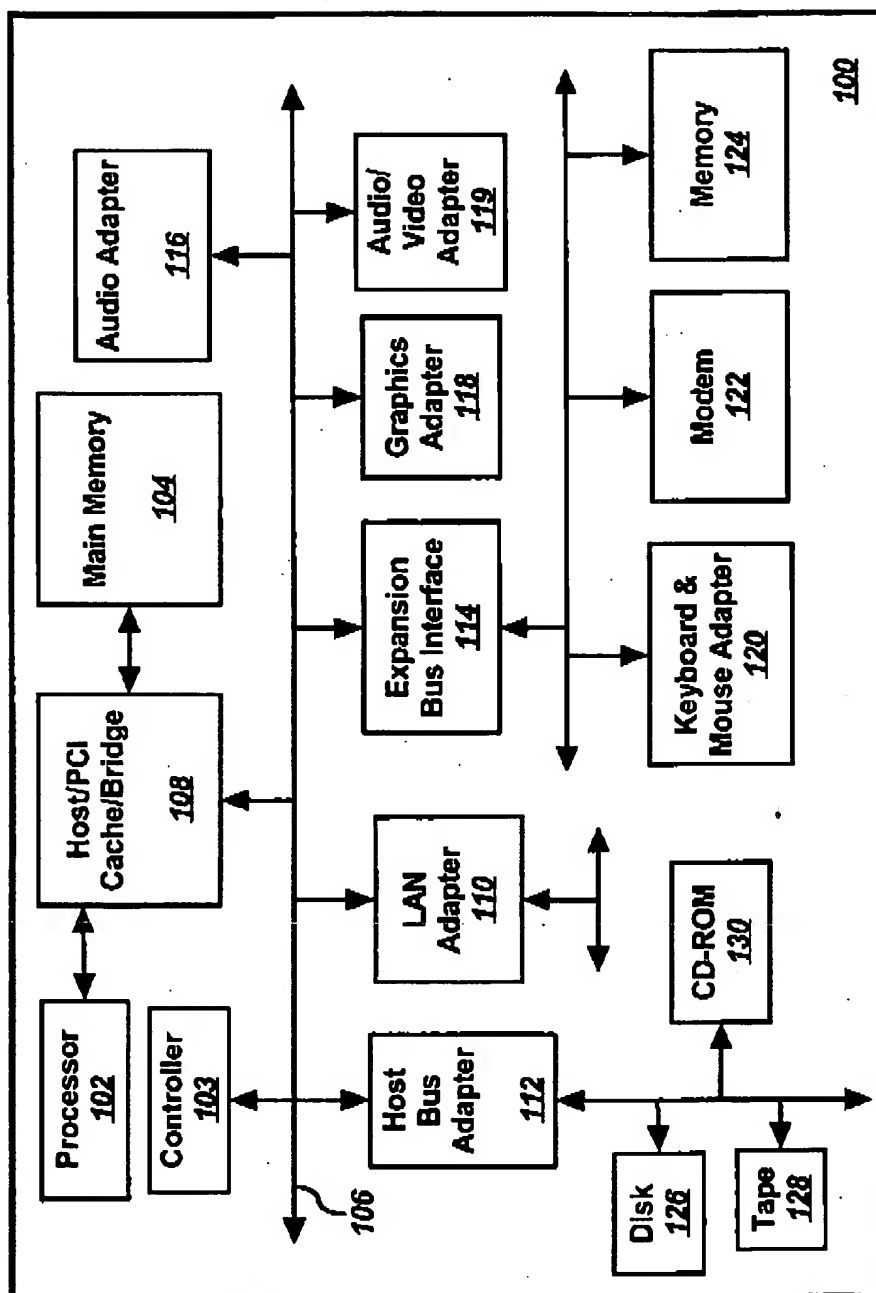 Processor
102
Host/PCI
Cache/Bridge
108
Main Memory
104
Audio Adapter
116
Controller
103
106
Host
Bus
Adapter
112
LAN
Adapter
110
Expansion
Bus Interface
114
Graphics
Adapter
118
Audio/
Video
Adapter
119
Disk
126
Tape
128
CD-ROM
130
Keyboard &
Mouse Adapter
120
Modem
122
Memory
124
100